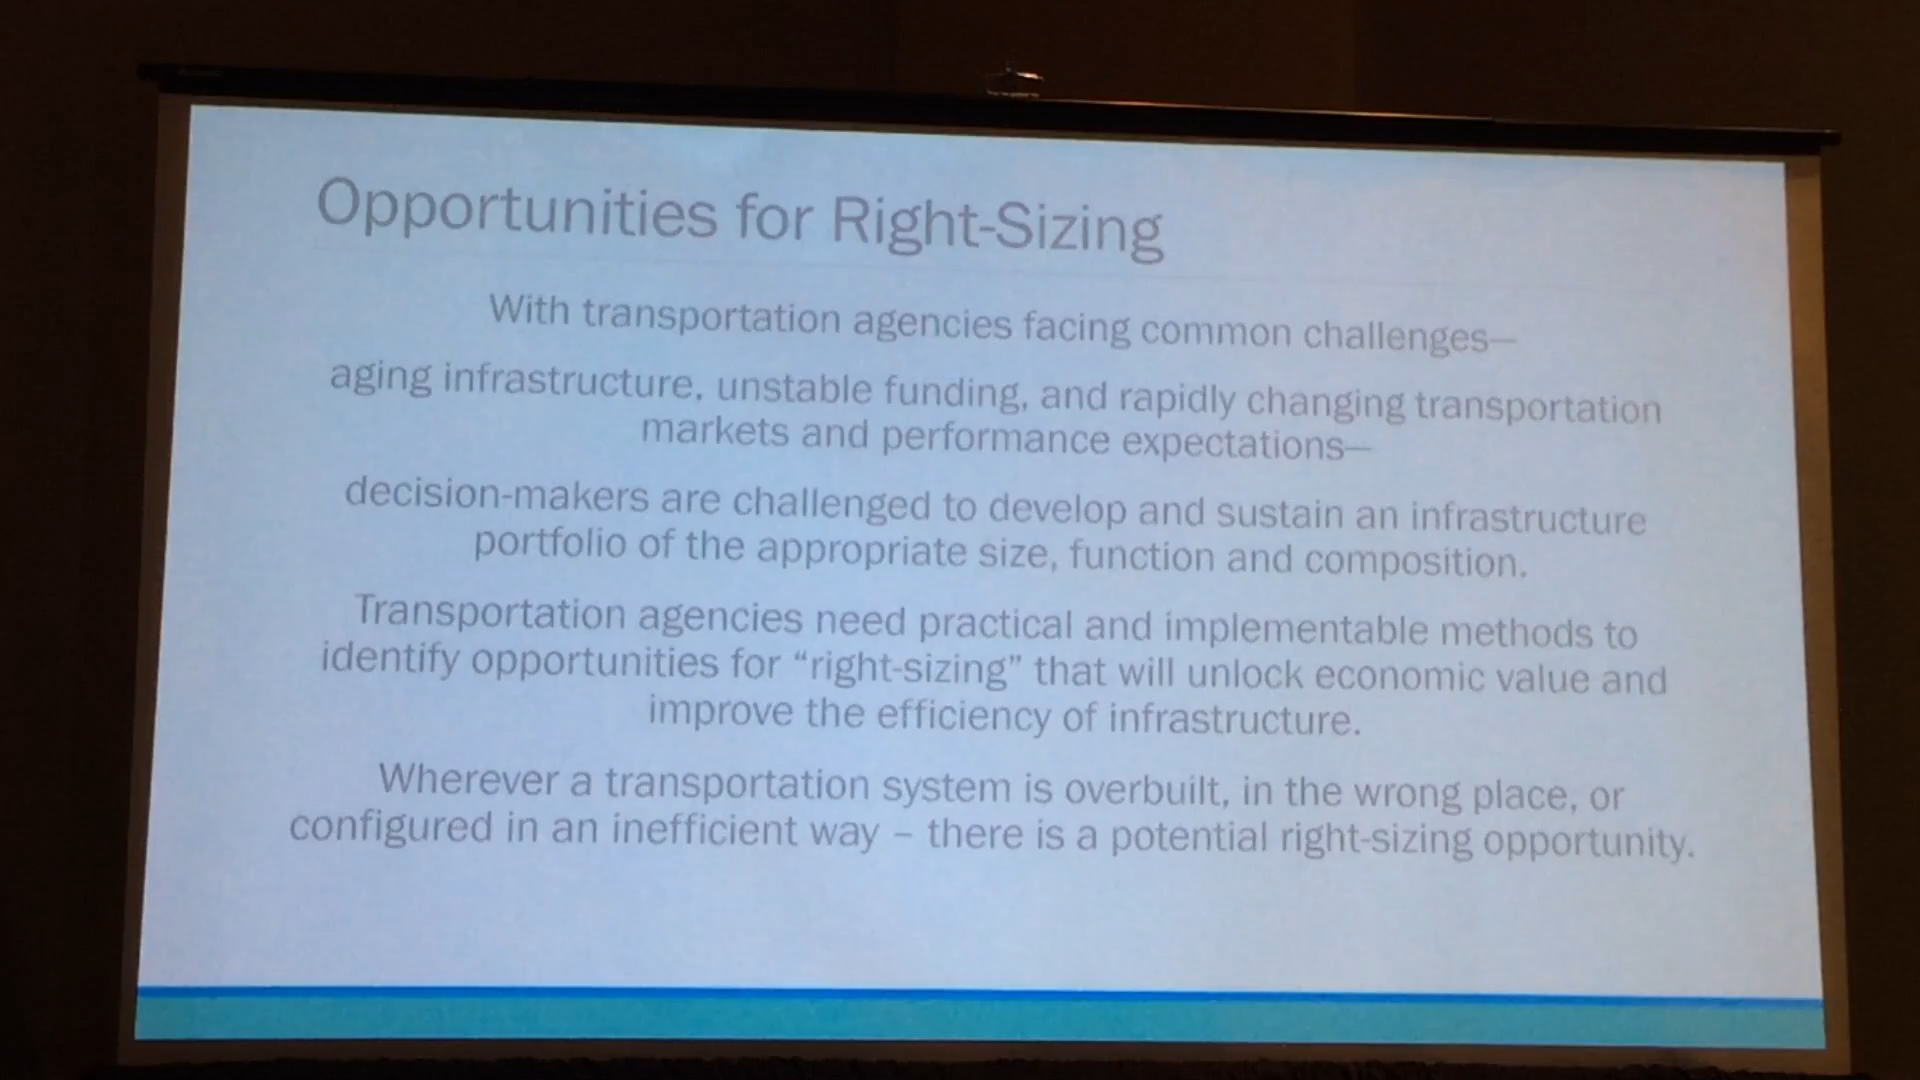 Opportunities for Right-Sizing
With transportation agencies facing common challenges—
aging infrastructure, unstable funding, and rapidly changing transportation
markets and performance expectations—
decision-makers are challenged to develop and sustain an infrastructure
portfolio of the appropriate size, function and composition.
Transportation agencies need practical and implementable methods to
identify opportunities for “right-sizing” that will unlock economic value and
improve the efficiency of infrastructure.
Wherever a transportation system is overbuilt, in the wrong place, or
configured in an inefficient way – there is a potential right-sizing opportunity.